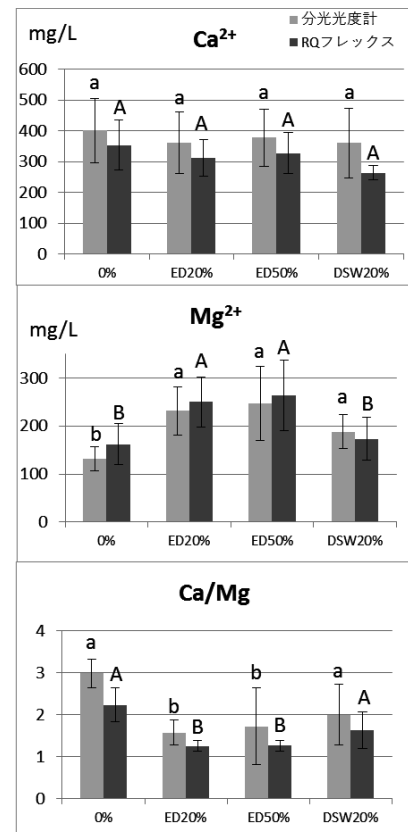 mg/L
Ca²⁺
分光光度計
RQフレックス
600
500
400
300
200
100
0
a A a A a A a A
0% ED20% ED50% DSW20%
Mg²⁺
mg/L
300
200
100
0
b B a A a A a B
0% ED20% ED50% DSW20%
Ca/Mg
4
3
2
1
0
a A b B b B a A
0% ED20% ED50% DSW20%